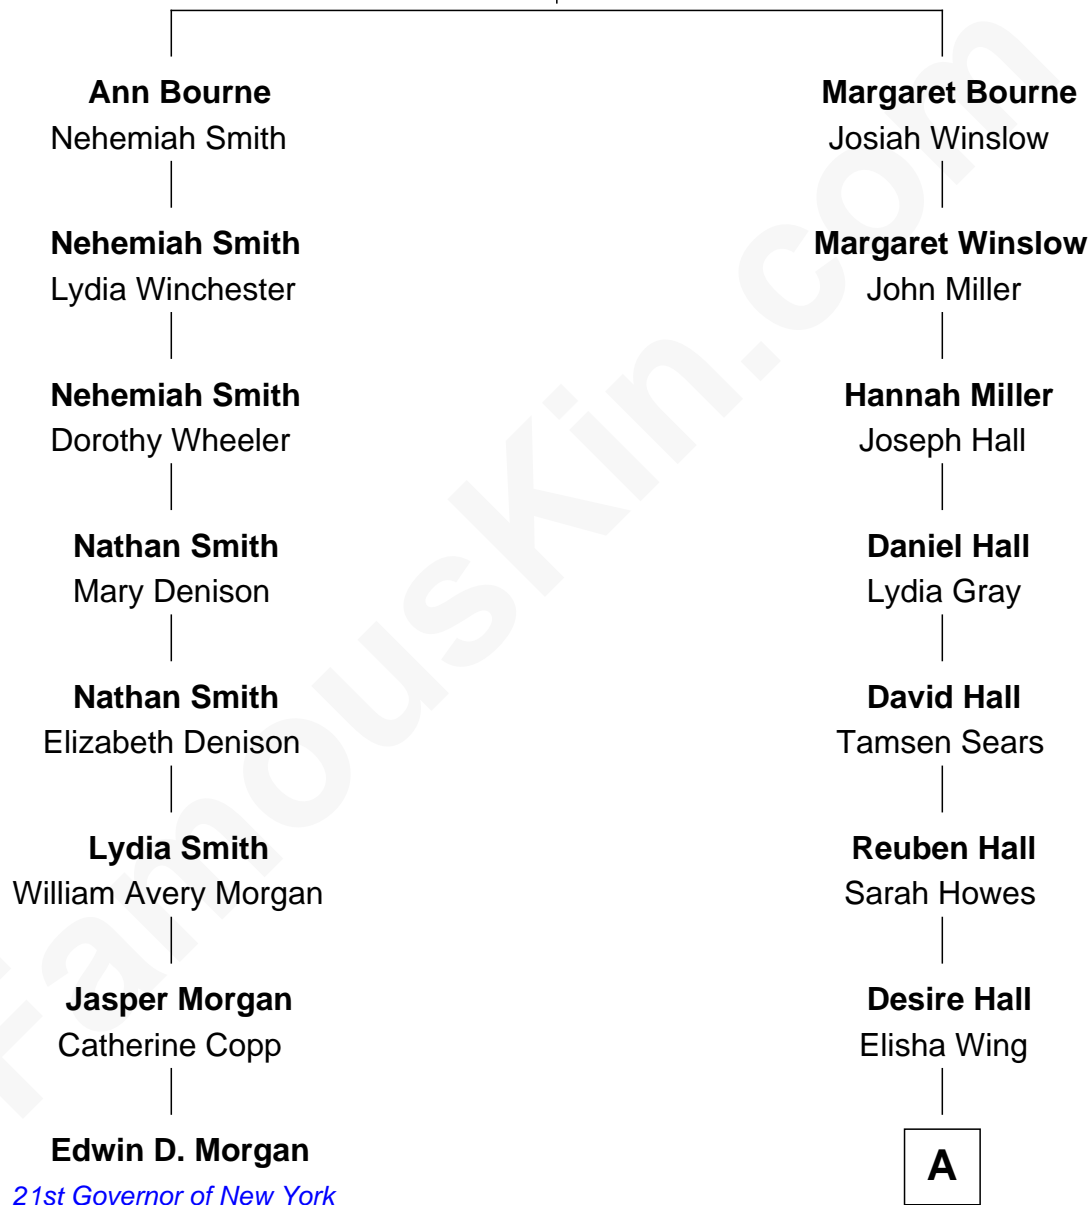 Ann Bourne
Nehemiah Smith
Nehemiah Smith
Lydia Winchester
Nehemiah Smith
Dorothy Wheeler
Nathan Smith
Mary Denison
Nathan Smith
Elizabeth Denison
Lydia Smith
William Avery Morgan
Jasper Morgan
Catherine Copp
Edwin D. Morgan
21st Governor of New York
Margaret Bourne
Josiah Winslow
Margaret Winslow
John Miller
Hannah Miller
Joseph Hall
Daniel Hall
Lydia Gray
David Hall
Tamsen Sears
Reuben Hall
Sarah Howes
Desire Hall
Elisha Wing
A
FamousKin.com